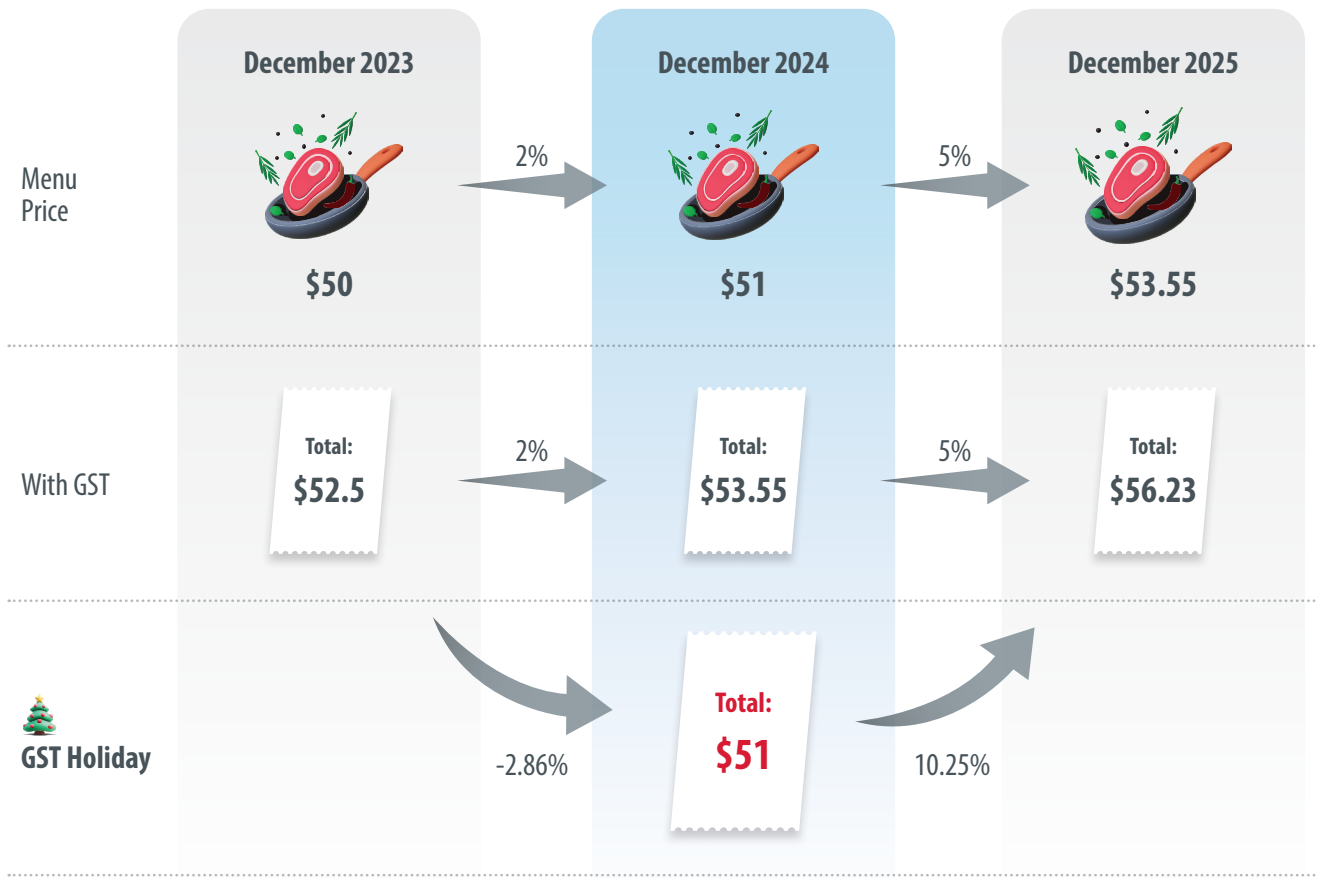 December 2023
December 2024
December 2025
Menu
Price
2%
5%
$50
$51
$53.55
With GST
Total:
$52.5
2%
Total:
$53.55
5%
Total:
$56.23
GST Holiday
-2.86%
Total:
$51
10.25%